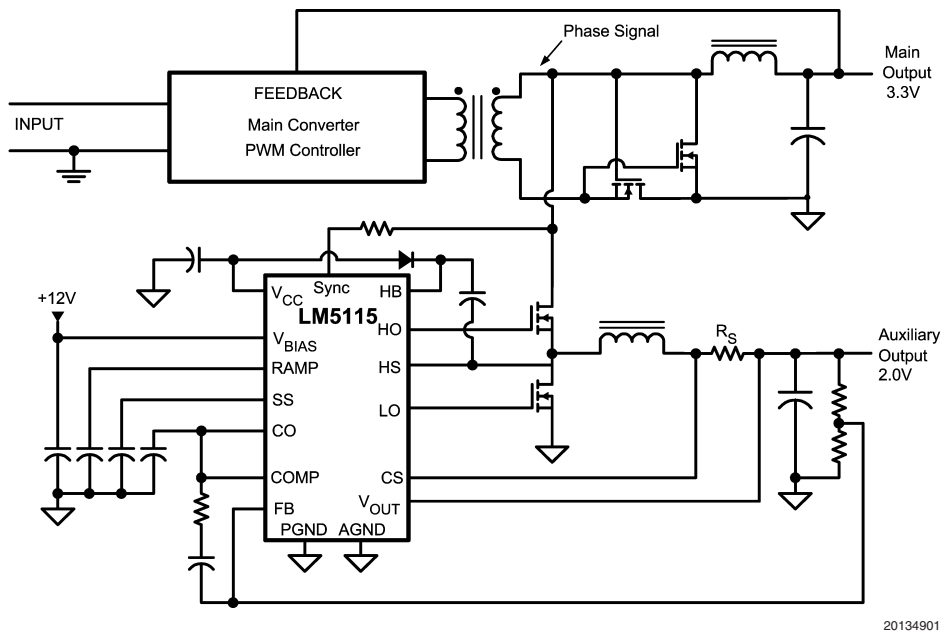 Phase Signal
Main
Output
3.3V
FEEDBACK
Main Converter
PWM Controller
INPUT
Sync
VCC
HB
LM5115
+12V
HO
VBIAS
RS
Auxiliary
Output
2.0V
RAMP
HS
SS
LO
CO
COMP
CS
VOUT
FB
PGND
AGND
20134901